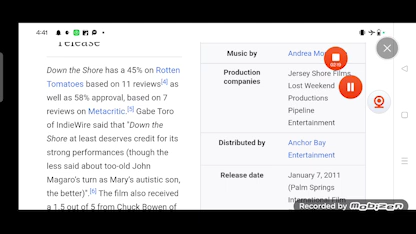 4:41
release
Down the Shore has a 45% on Rotten
Tomatoes based on 11 reviews[4] as
well as 58% approval, based on 7
reviews on Metacritic.[5] Gabe Toro
of IndieWire said that "Down the
Shore at least deserves credit for its
strong performances (though the
less said about too-old John
Magaro's turn as Mary's autistic son,
the better)".[6] The film also received
a 1.5 out of 5 from Chuck Bowen of
Music by
Andrea
Production
companies
Jersey Shore Films
Lost Weekend
Productions
Pipeline
Entertainment
Distributed by
Anchor Bay
Entertainment
Release date
January 7, 2011
(Palm Springs
International Film
Recorded by MOBIZEN